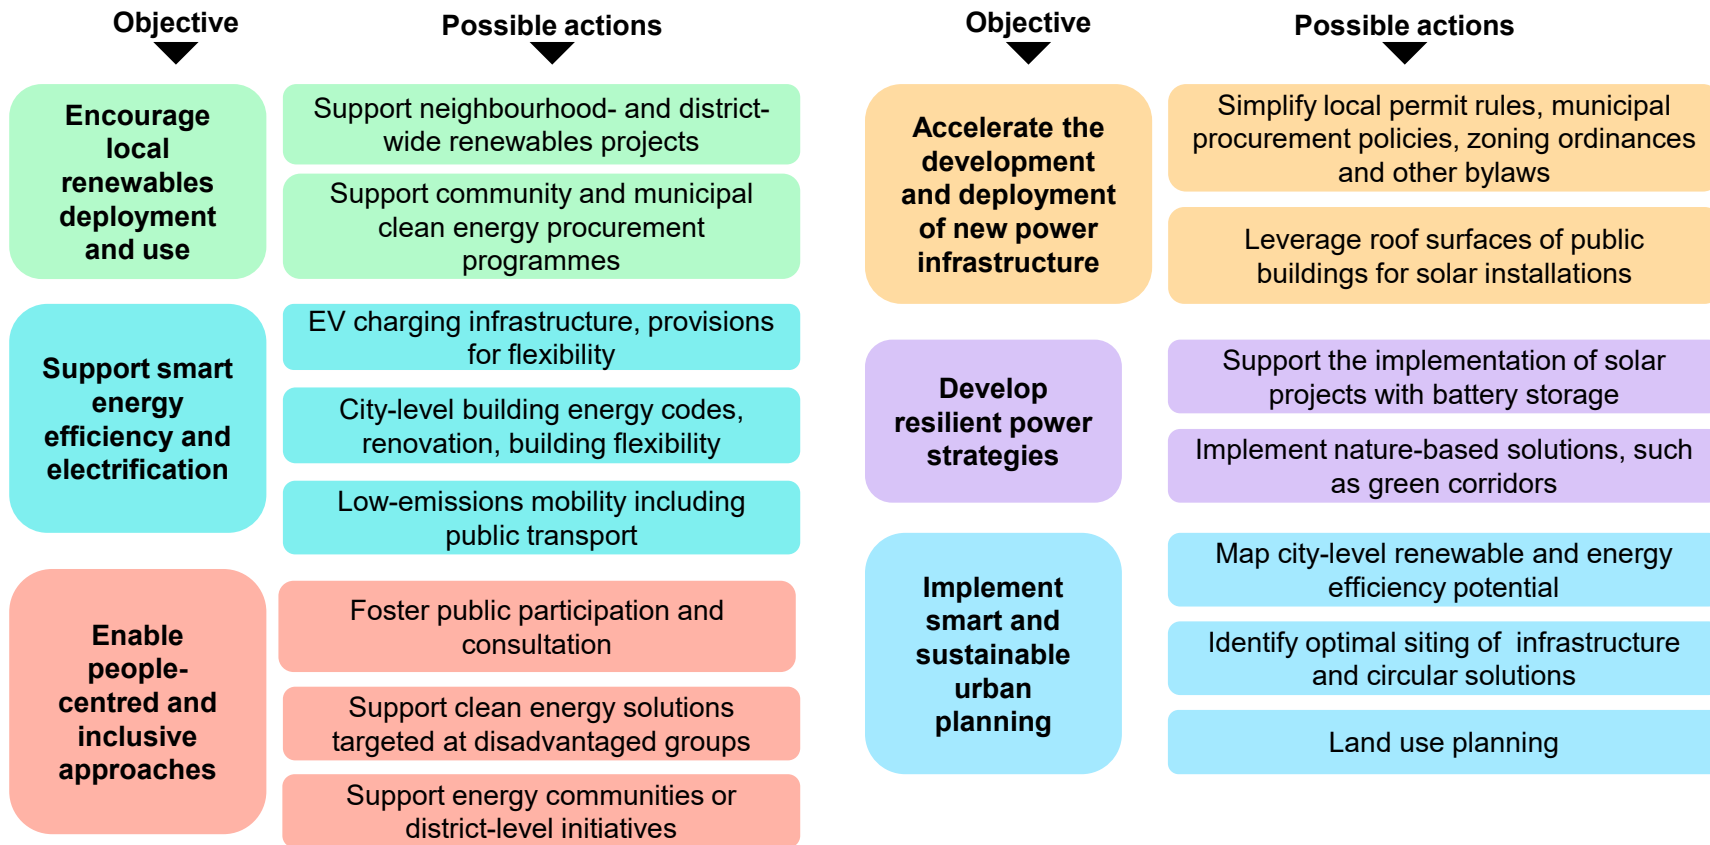 Objective
Possible actions
Encourage
local
renewables
deployment
and use
Support neighbourhood- and district-
wide renewables projects
Support community and municipal
clean energy procurement
programmes
Support smart
energy
efficiency and
electrification
EV charging infrastructure, provisions
for flexibility
City-level building energy codes,
renovation, building flexibility
Low-emissions mobility including
public transport
Enable
people-
centred and
inclusive
approaches
Foster public participation and
consultation
Support clean energy solutions
targeted at disadvantaged groups
Support energy communities or
district-level initiatives
Objective
Possible actions
Accelerate the
development
and deployment
of new power
infrastructure
Simplify local permit rules, municipal
procurement policies, zoning ordinances
and other bylaws
Leverage roof surfaces of public
buildings for solar installations
Develop
resilient power
strategies
Support the implementation of solar
projects with battery storage
Implement nature-based solutions, such
as green corridors
Implement
smart and
sustainable
urban
planning
Map city-level renewable and energy
efficiency potential
Identify optimal siting of infrastructure
and circular solutions
Land use planning